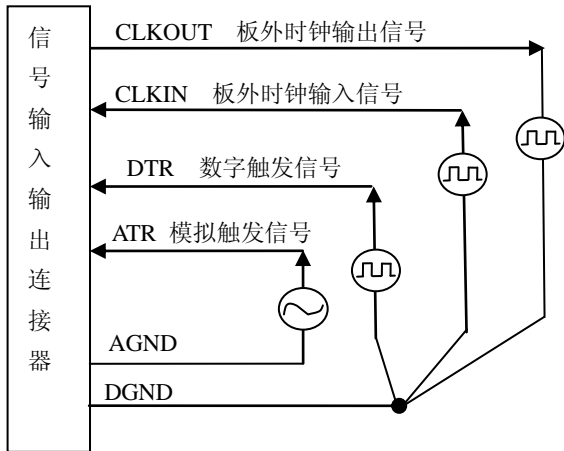 信号输入输出连接器
CLKOUT 板外时钟输出信号
CLKIN 板外时钟输入信号
DTR 数字触发信号
ATR 模拟触发信号
AGND
DGND